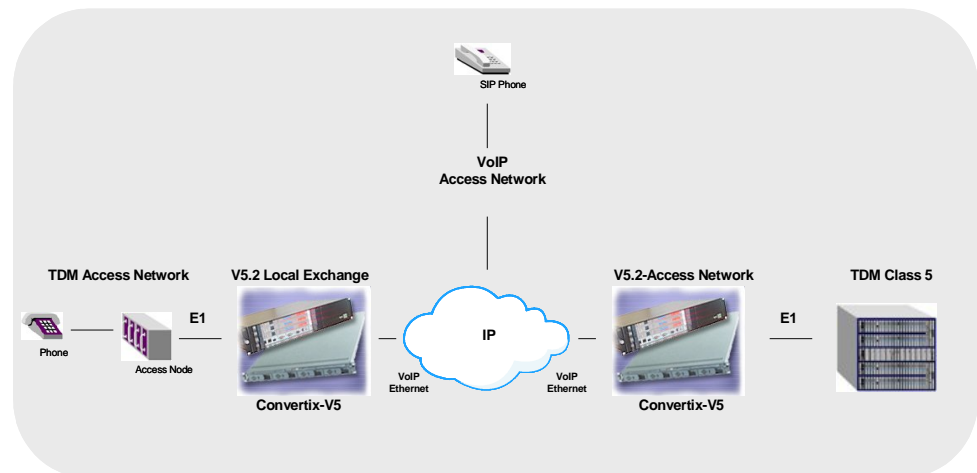 SIP Phone
VoIP
Access Network
TDM Access Network
V5.2 Local Exchange
V5.2-Access Network
TDM Class 5
E1
E1
IP
Phone
Access Node
VoIP
Ethernet
VoIP
Ethernet
Convertix-V5
Convertix-V5